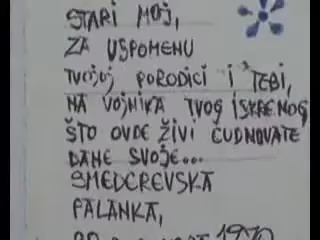 STARI MOJ,
ZA USPOMENU
TVOJOJ PORODICI I TEBI,
NA VOJNIKA TVOG ISKRENOG
ŠTO OVDE ŽIVI ČUDNOVATE
DANE SVOJE...
SMEDEREVSKA
PALANKA,
1970